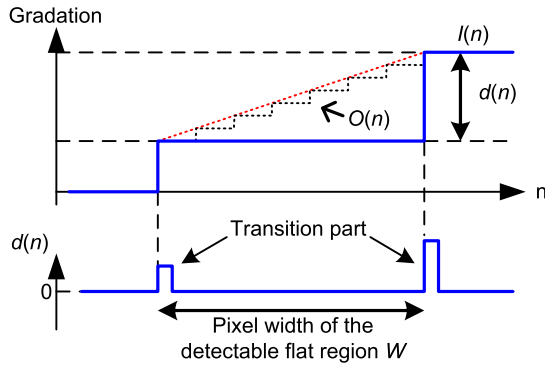 Gradation
I(n)
d(n)
O(n)
n
Transition part
d(n)
0
Pixel width of the
detectable flat region W